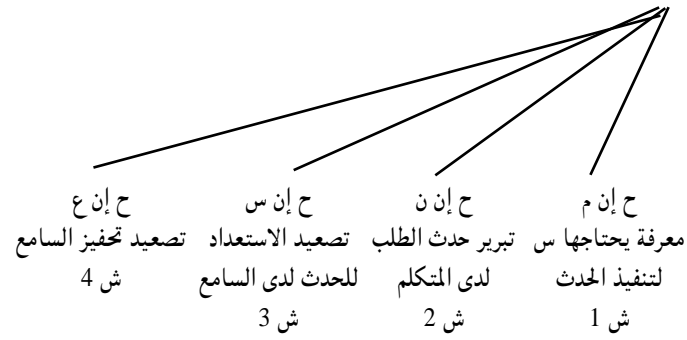 ح إن م
معرفة يحتاجها س
لتنفيذ الحدث
ش 1
ح إن ن
تبرير حدث الطلب
لدى المتكلم
ش 2
ح إن س
تصعيد الاستعداد
للحدث لدى السامع
ش 3
ح إن ع
تصعيد تحفيز السامع
ش 4